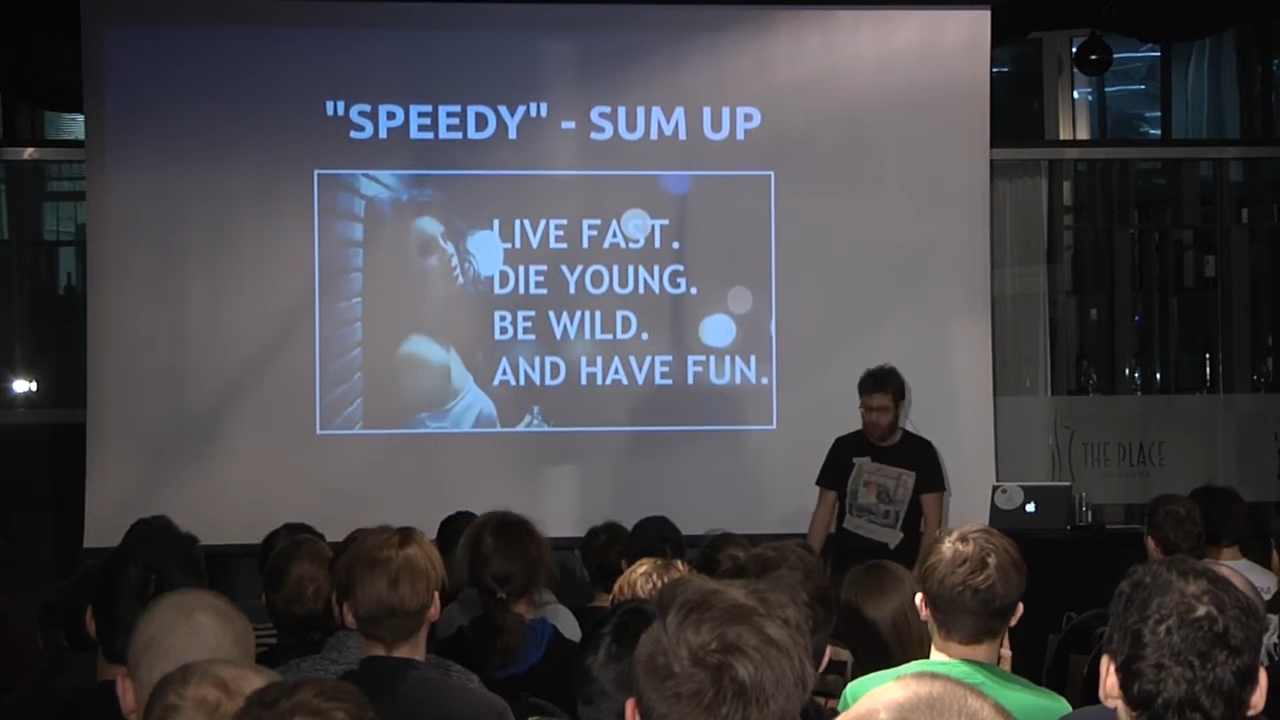 "SPEEDY" - SUM UP
LIVE FAST.
DIE YOUNG.
BE WILD.
AND HAVE FUN.
THE PLACE